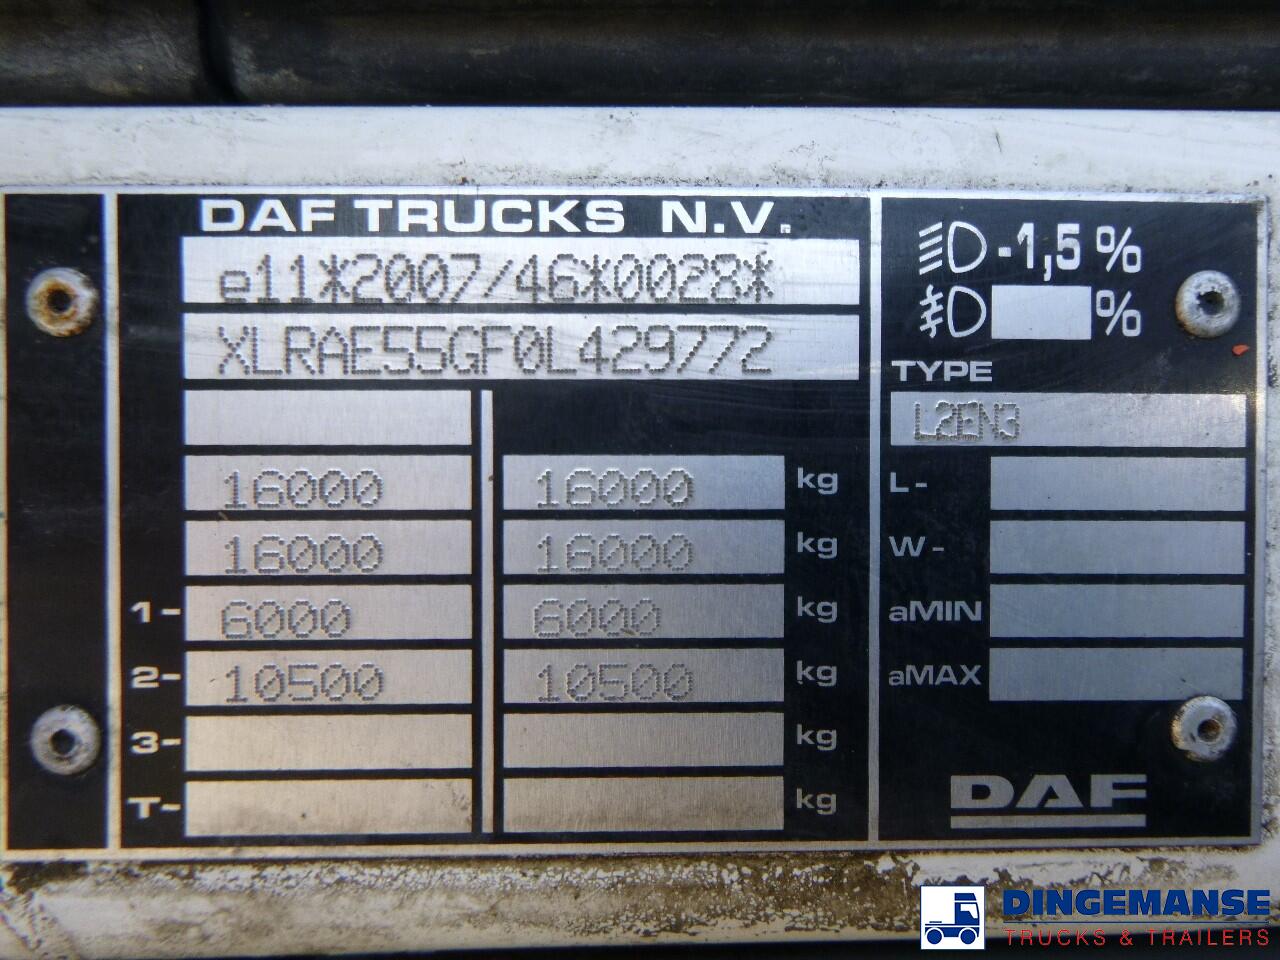 DAF TRUCKS N.V.
e11*2007/46*0028*
XLRAE55GF0L429772
16000 16000 kg
16000 16000 kg
1- 6000 6000 kg
2- 10500 10500 kg
3- kg
T- kg
-1,5%
%
TYPE
L2EN3
L-
W-
aMIN
aMAX
DAF
DINGEMANSE
TRUCKS & TRAILERS